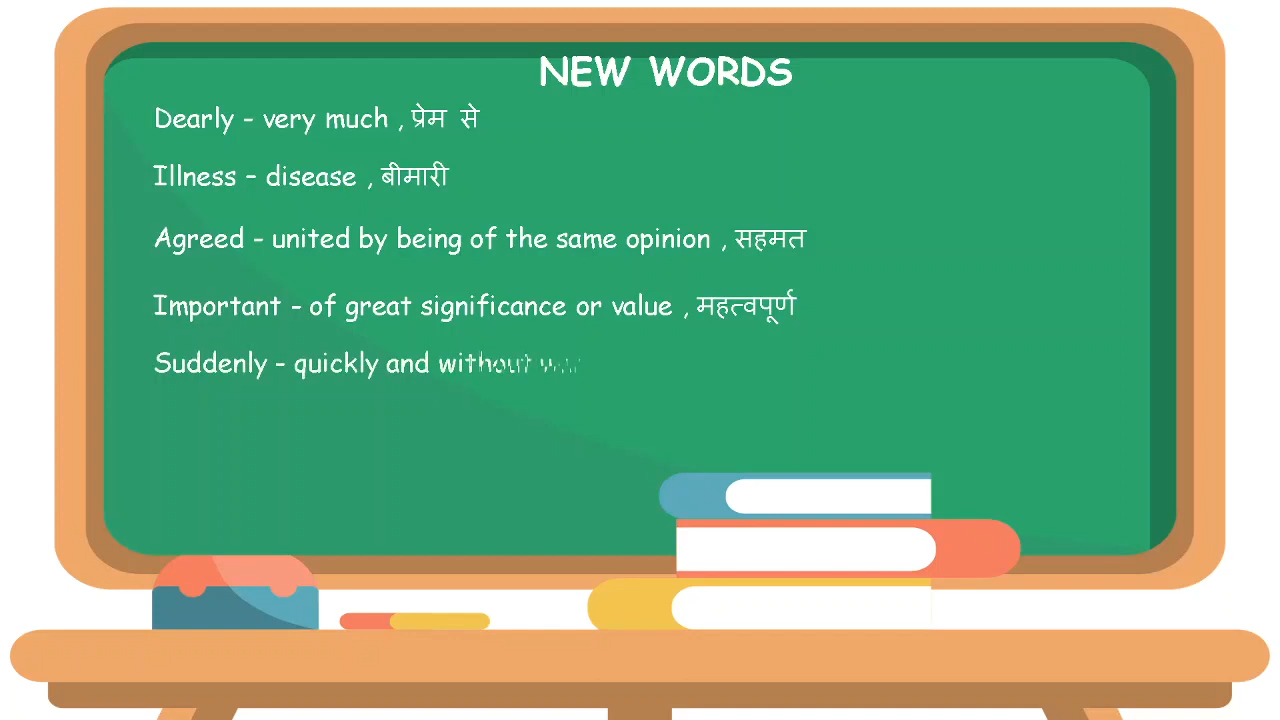 NEW WORDS
Dearly - very much , प्रेम से
Illness - disease , बीमारी
Agreed - united by being of the same opinion , सहमत
Important - of great significance or value , महत्वपूर्ण
Suddenly - quickly and without